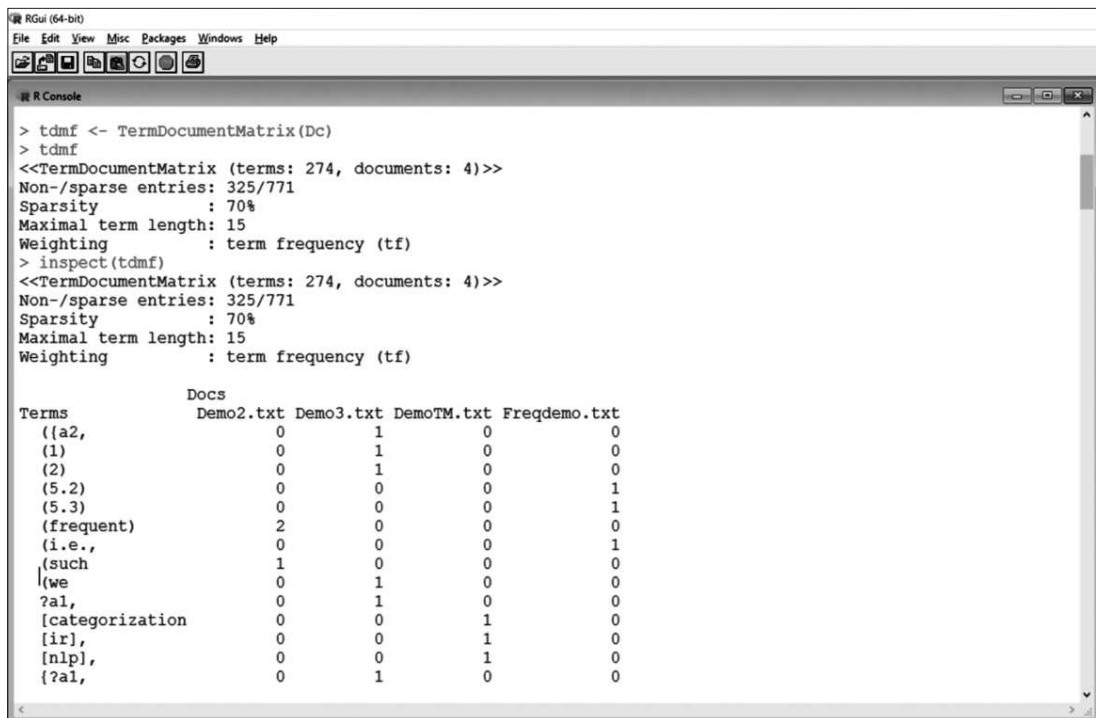 RGui (64-bit)
File Edit View Misc Packages Windows Help
R Console
> tdmf <- TermDocumentMatrix(Dc)
> tdmf
<<TermDocumentMatrix (terms: 274, documents: 4)>>
Non-/sparse entries: 325/771
Sparsity : 70%
Maximal term length: 15
Weighting : term frequency (tf)
> inspect(tdmf)
<<TermDocumentMatrix (terms: 274, documents: 4)>>
Non-/sparse entries: 325/771
Sparsity : 70%
Maximal term length: 15
Weighting : term frequency (tf)
Docs
Terms Demo2.txt Demo3.txt DemoTM.txt Freqdemo.txt
({a2, 0 1 0 0
(1) 0 1 0 0
(2) 0 1 0 0
(5.2) 0 0 0 1
(5.3) 0 0 0 1
(frequent) 2 0 0 0
(i.e., 0 0 0 1
(such 1 0 0 0
(we 0 1 0 0
?a1, 0 1 0 0
[categorization 0 0 1 0
[ir], 0 0 1 0
[nlp], 0 0 1 0
{?a1, 0 1 0 0